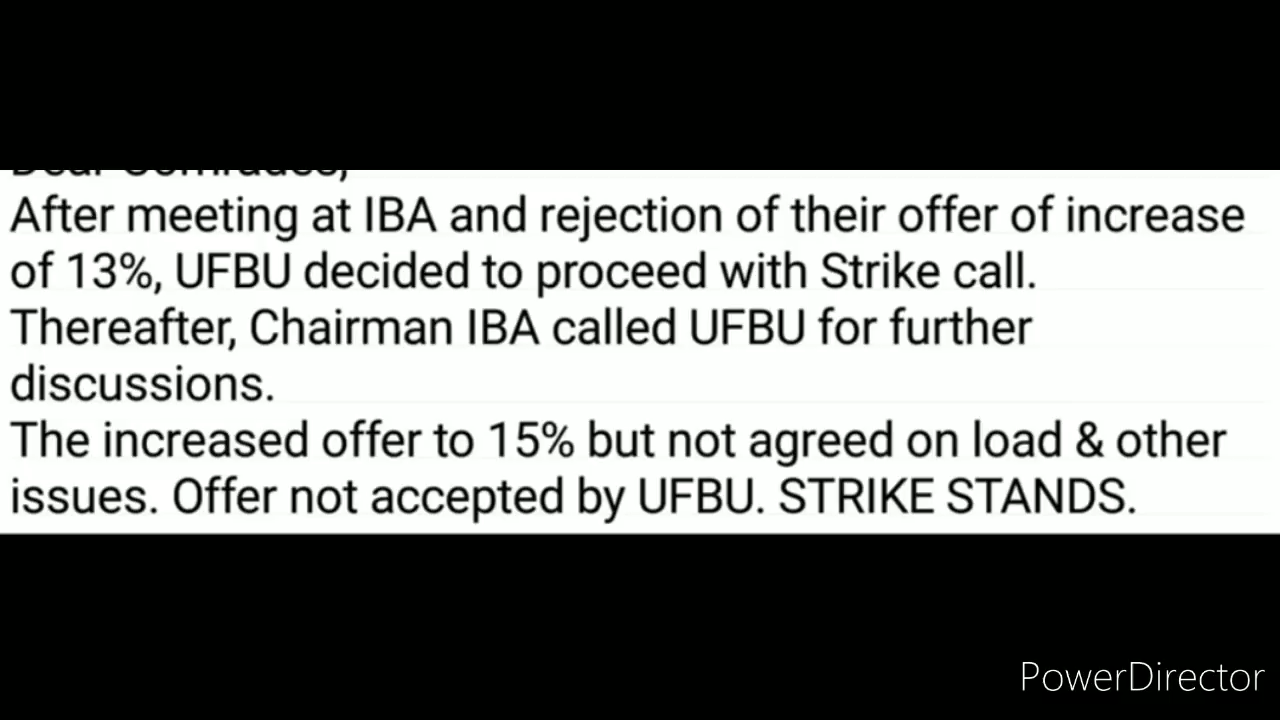 Dear Comrades,
After meeting at IBA and rejection of their offer of increase
of 13%, UFBU decided to proceed with Strike call.
Thereafter, Chairman IBA called UFBU for further
discussions.
The increased offer to 15% but not agreed on load & other
issues. Offer not accepted by UFBU. STRIKE STANDS.
PowerDirector